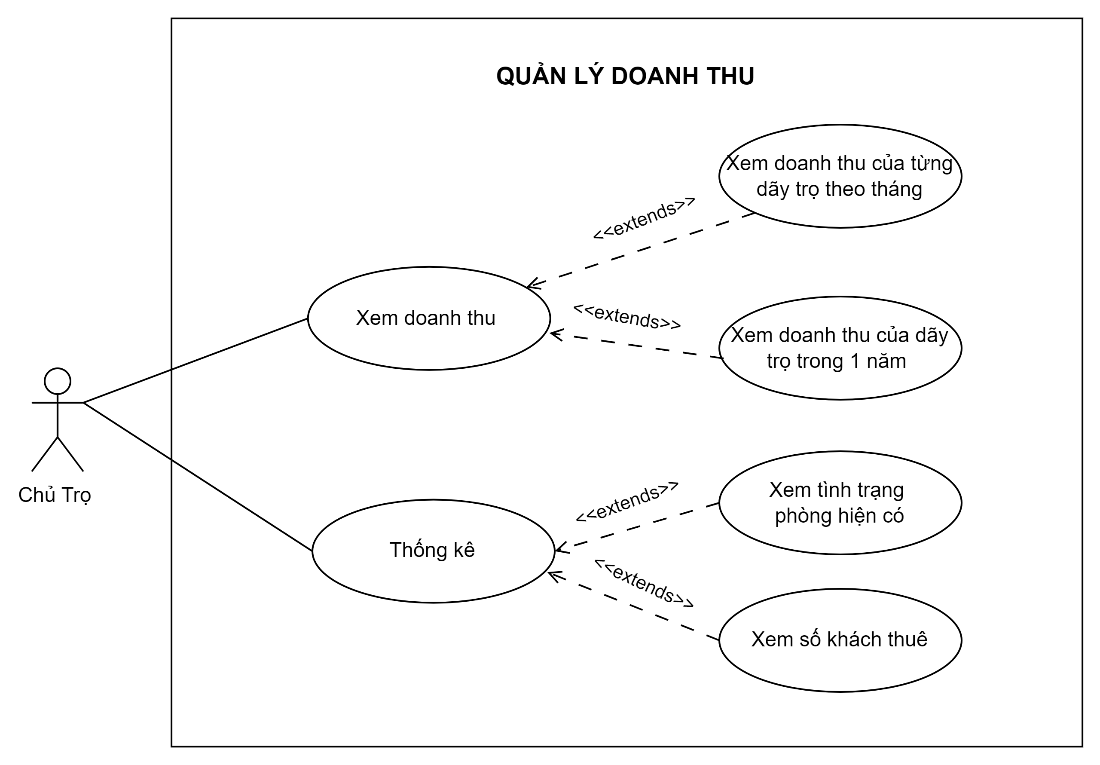 QUẢN LÝ DOANH THU
Xem doanh thu của từng
dãy trọ theo tháng
<<extends>>
Xem doanh thu
<<extends>>
Xem doanh thu của dãy
trọ trong 1 năm
Chủ Trọ
Xem tình trạng
phòng hiện có
<<extends>>
Thống kê
<<extends>>
Xem số khách thuê